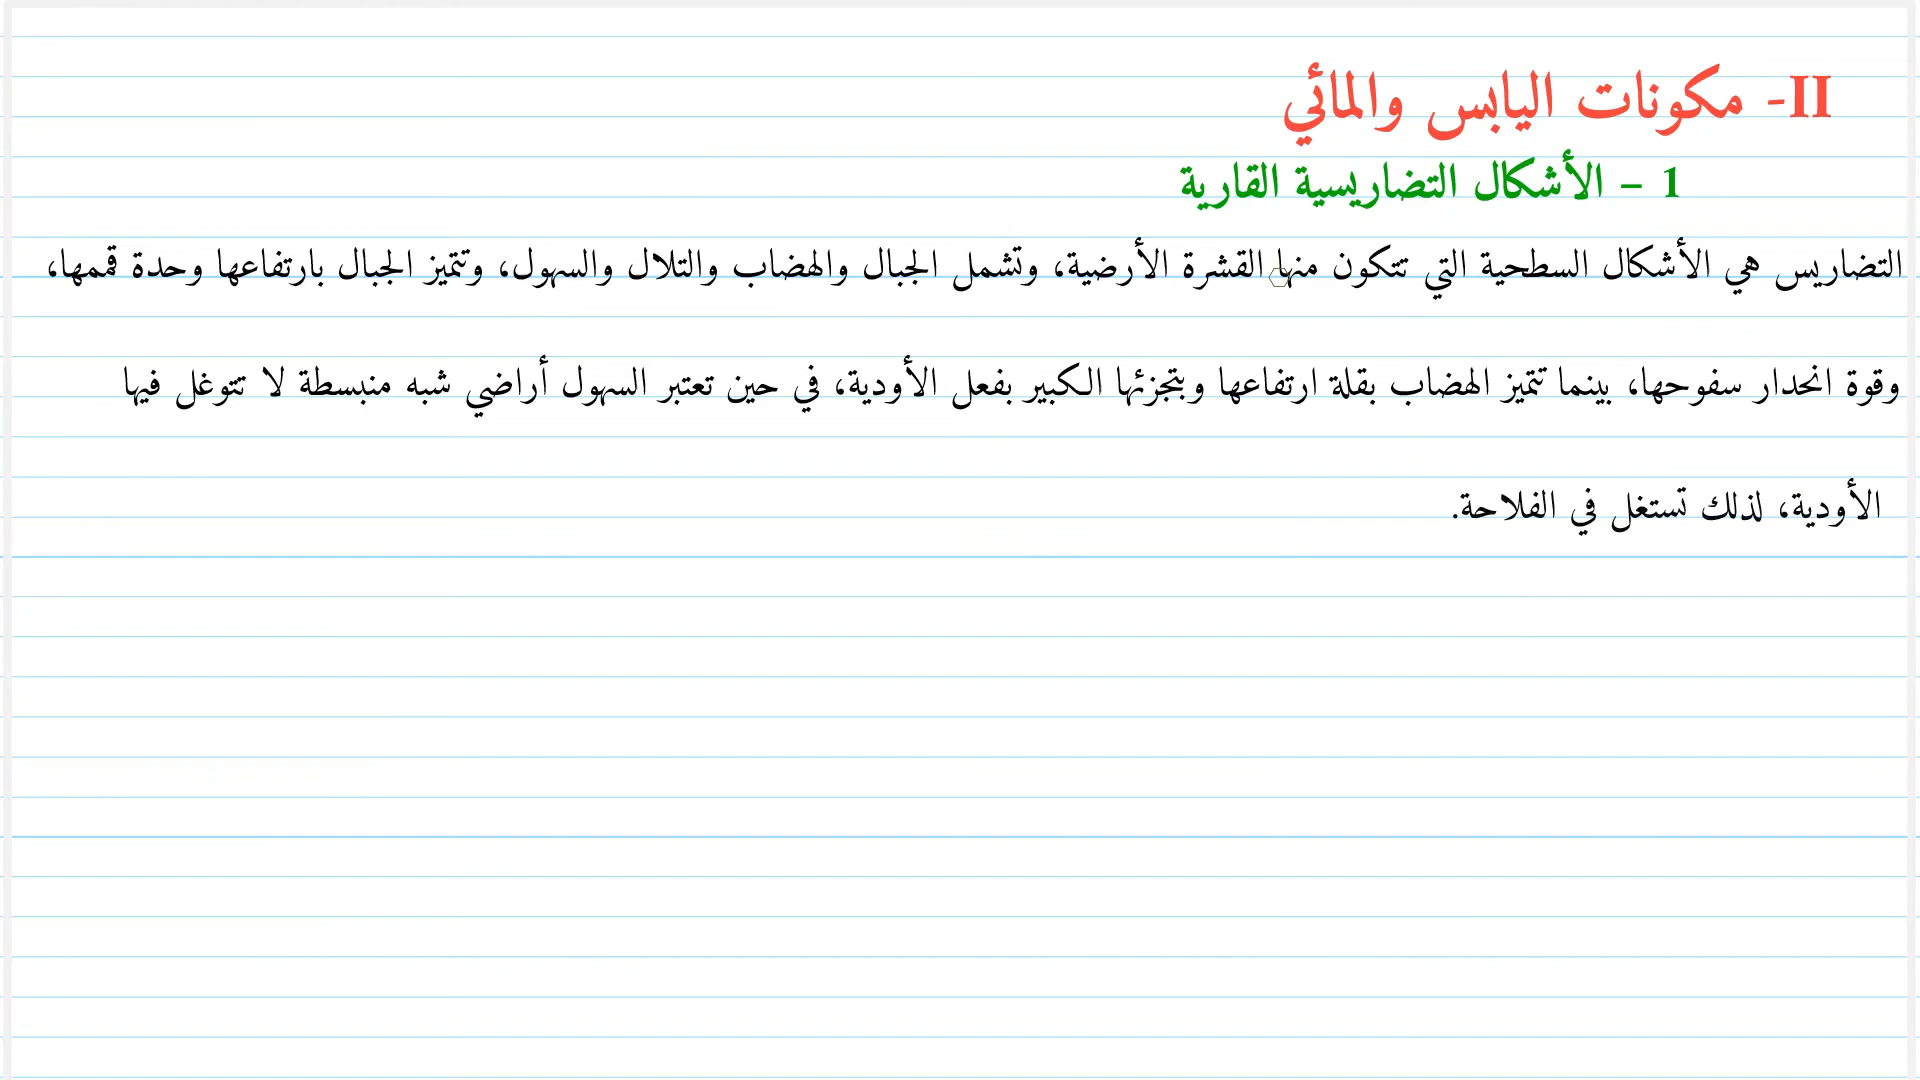 II- مكونات اليابس والمائي
1 – الأشكال التضاريسية القارية
التضاريس هي الأشكال السطحية التي تتكون منها القشرة الأرضية، وتشمل الجبال والهضاب والتلال والسهول، وتتميز الجبال بارتفاعها وحدة قممها،
وقوة انحدار سفوحها، بينما تتميز الهضاب بقلة ارتفاعها وبتجزئها الكبير بفعل الأودية، في حين تعتبر السهول أراضي شبه منبسطة لا تتوغل فيها
الأودية، لذلك تستغل في الفلاحة.